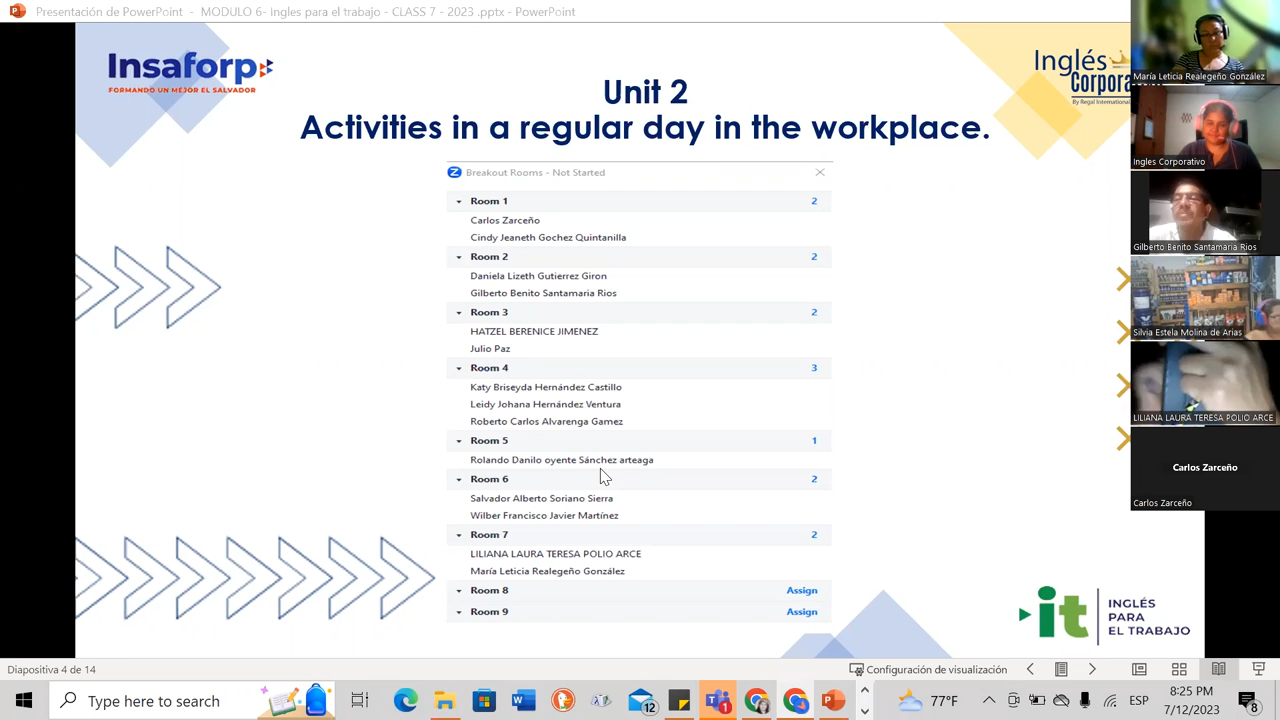 Presentación de PowerPoint - MODULO 6- ingles para el trabajo - CLASS 7 - 2023 .pptx - PowerPoint
Insaforp
FORMANDO UN MEJOR EL SALVADOR
Inglés
Corpora
By Regal International
Unit 2
Activities in a regular day in the workplace.
Breakout Rooms - Not Started
Room 1 2
Carlos Zarceño
Cindy Jeaneth Gochez Quintanilla
Room 2 2
Daniela Lizeth Gutierrez Giron
Gilberto Benito Santamaria Rios
Room 3 2
HATZEL BERENICE JIMENEZ
Julio Paz
Room 4 3
Katy Briseyda Hernández Castillo
Leidy Johana Hernández Ventura
Roberto Carlos Alvarenga Gamez
Room 5 1
Rolando Danilo oyente Sánchez arteaga
Room 6 2
Salvador Alberto Soriano Sierra
Wilber Francisco Javier Martínez
Room 7 2
LILIANA LAURA TERESA POLIO ARCE
María Leticia Realegeño González
Room 8 Assign
Room 9 Assign
it
INGLÉS
PARA
EL TRABAJO
María Leticia Realegeño González
Ingles Corporativo
Gilberto Benito Santamaria Rios
Silvia Estela Molina de Arias
LILIANA LAURA TERESA POLIO ARCE
Carlos Zarceño
Carlos Zarceño
Diapositiva 4 de 14
Configuración de visualización
Type here to search
12
1
77°F
ESP
8:25 PM
7/12/2023
8